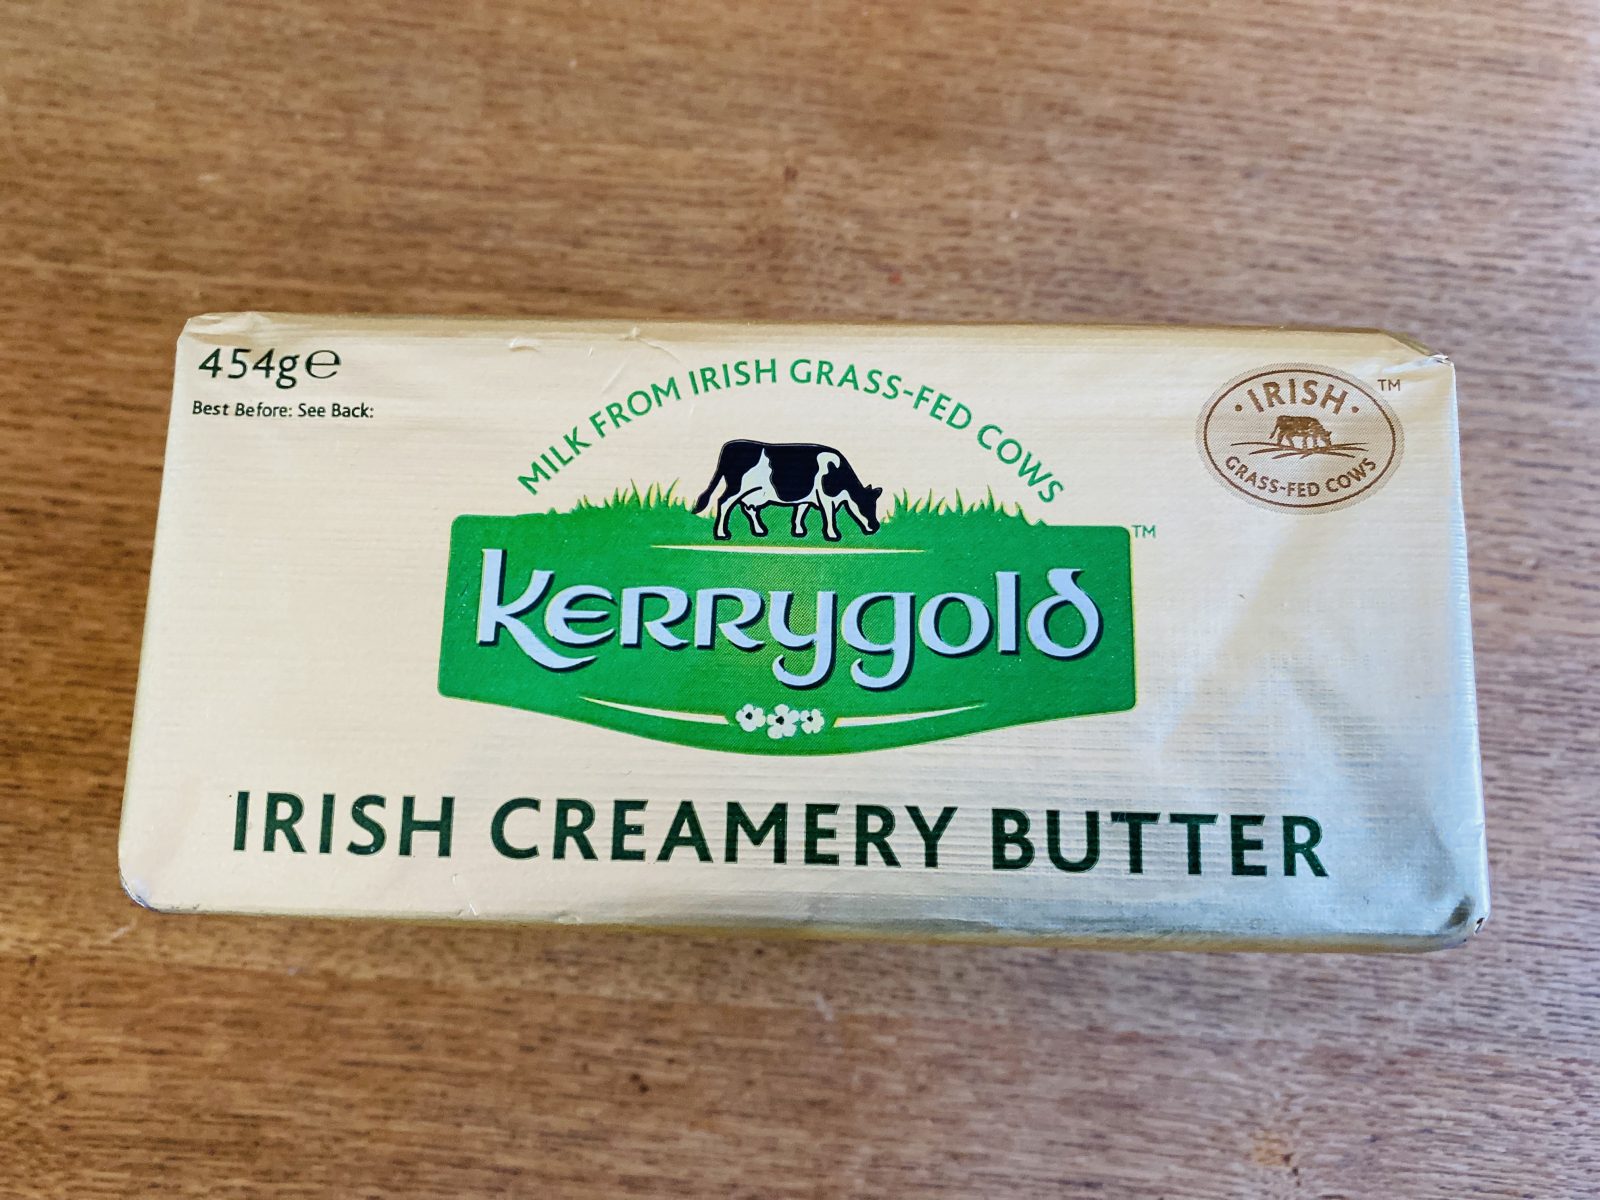 454g℮
Best Before: See Back:
MILK FROM IRISH GRASS-FED COWS
·IRISH·
GRASS-FED COWS
™
Kerrygold
™
IRISH CREAMERY BUTTER